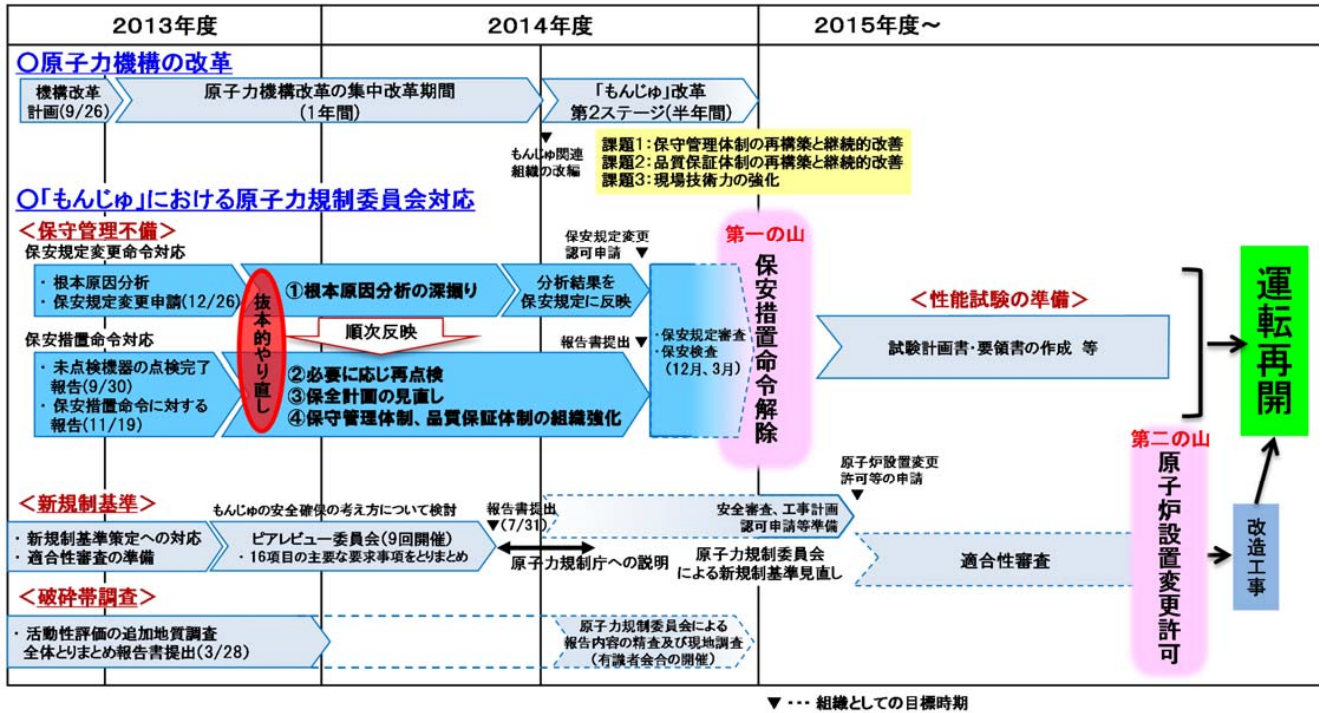 2013年度
2014年度
2015年度～
○原子力機構の改革
機構改革
計画(9/26)
原子力機構改革の集中改革期間
(1年間)
「もんじゅ」改革
第2ステージ(半年間)
▼
もんじゅ関連
組織の改編
課題1：保守管理体制の再構築と継続的改善
課題2：品質保証体制の再構築と継続的改善
課題3：現場技術力の強化
○「もんじゅ」における原子力規制委員会対応
＜保守管理不備＞
保安規定変更命令対応
・ 根本原因分析
・ 保安規定変更申請(12/26)
①根本原因分析の深掘り
分析結果を
保安規定に反映
保安規定変更
認可申請 ▼
抜本的やり直し
順次反映
保安措置命令対応
・ 未点検機器の点検完了
報告(9/30)
・ 保安措置命令に対する
報告(11/19)
②必要に応じ再点検
③保全計画の見直し
④保守管理体制、品質保証体制の組織強化
報告書提出 ▼
・保安規定審査
・保安検査
(12月、3月)
第一の山
保安措置命令解除
＜性能試験の準備＞
試験計画書・要領書の作成 等
運転再開
＜新規制基準＞
・ 新規制基準策定への対応
・ 適合性審査の準備
もんじゅの安全確保の考え方について検討
ピアレビュー委員会(9回開催)
・ 16項目の主要な要求事項をとりまとめ
報告書提出
▼(7/31)
原子力規制庁への説明
安全審査、工事計画
認可申請等準備
原子炉設置変更
許可等の申請
▼
原子力規制委員会
による新規制基準見直し
適合性審査
第二の山
原子炉設置変更許可
改造工事
＜破砕帯調査＞
・ 活動性評価の追加地質調査
全体とりまとめ報告書提出(3/28)
原子力規制委員会による
報告内容の精査及び現地調査
(有識者会合の開催)
▼ --- 組織としての目標時期